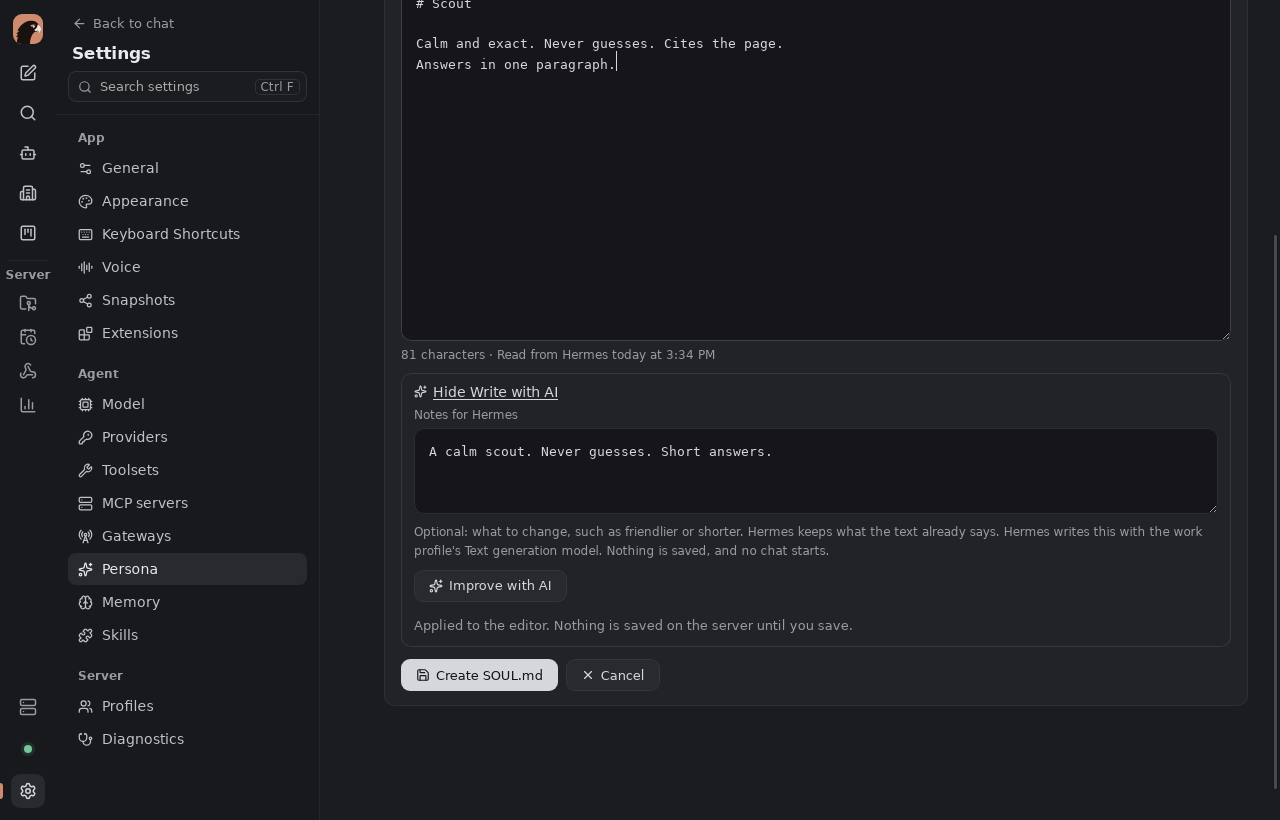 Back to chat
Settings
Search settings
Ctrl F
App
General
Appearance
Keyboard Shortcuts
Voice
Snapshots
Extensions
Agent
Model
Providers
Toolsets
MCP servers
Gateways
Persona
Memory
Skills
Server
Profiles
Diagnostics
Server
# Scout
Calm and exact. Never guesses. Cites the page.
Answers in one paragraph.
81 characters · Read from Hermes today at 3:34 PM
Hide Write with AI
Notes for Hermes
A calm scout. Never guesses. Short answers.
Optional: what to change, such as friendlier or shorter. Hermes keeps what the text already says. Hermes writes this with the work
profile's Text generation model. Nothing is saved, and no chat starts.
Improve with AI
Applied to the editor. Nothing is saved on the server until you save.
Create SOUL.md
Cancel